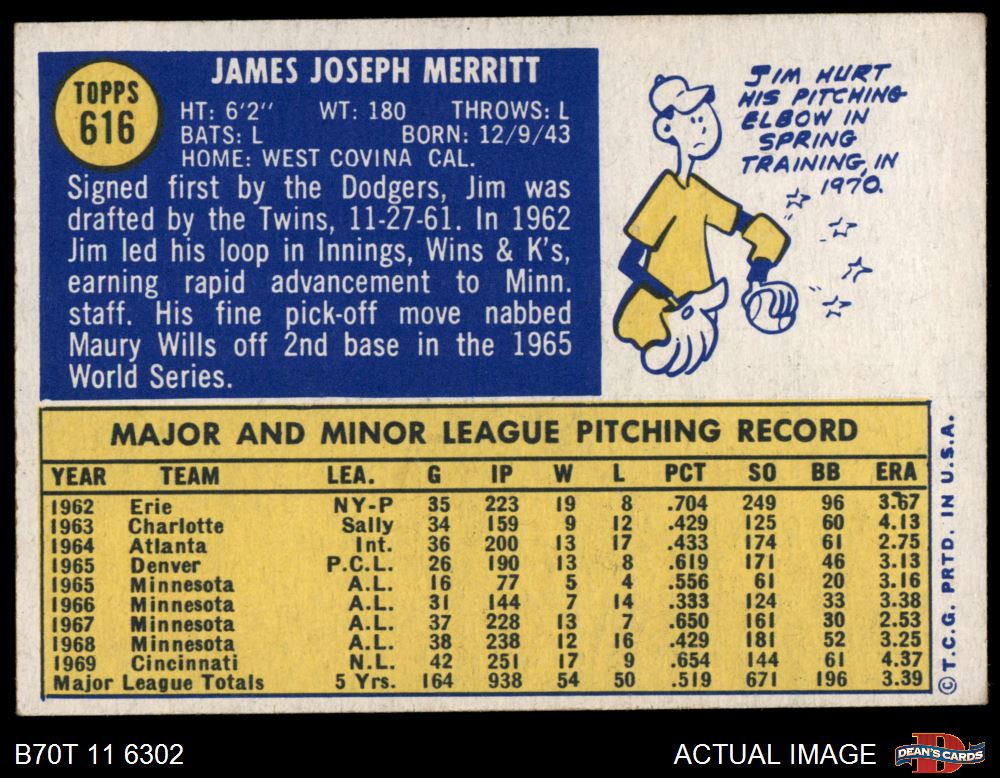 TOPPS
616
JAMES JOSEPH MERRITT
HT: 6'2" WT: 180 THROWS: L
BATS: L BORN: 12/9/43
HOME: WEST COVINA CAL.
Signed first by the Dodgers, Jim was
drafted by the Twins, 11-27-61. In 1962
Jim led his loop in Innings, Wins & K's,
earning rapid advancement to Minn.
staff. His fine pick-off move nabbed
Maury Wills off 2nd base in the 1965
World Series.
JIM HURT
HIS PITCHING
ELBOW IN
SPRING
TRAINING, IN
1970.
MAJOR AND MINOR LEAGUE PITCHING RECORD
YEAR TEAM LEA. G IP W L PCT SO BB ERA
1962 Erie NY-P 35 223 19 8 .704 249 96 3.67
1963 Charlotte Sally 34 159 9 12 .429 125 60 4.13
1964 Atlanta Int. 36 200 13 17 .433 174 61 2.75
1965 Denver P.C.L. 26 190 13 8 .619 171 46 3.13
1965 Minnesota A.L. 16 77 5 4 .556 61 20 3.16
1966 Minnesota A.L. 31 144 7 14 .333 124 33 3.38
1967 Minnesota A.L. 37 228 13 7 .650 161 30 2.53
1968 Minnesota A.L. 38 238 12 16 .429 181 52 3.25
1969 Cincinnati N.L. 42 251 17 9 .654 144 61 4.37
Major League Totals 5 Yrs. 164 938 54 50 .519 671 196 3.39
© T.C.G. PRTD. IN U.S.A.
B70T 11 6302
ACTUAL IMAGE
D
DEAN'S CARDS